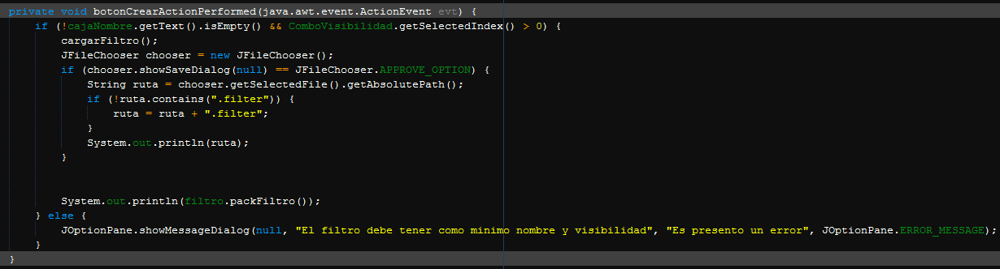 private void botonCrearActionPerformed(java.awt.event.ActionEvent evt) {
if (!cajaNombre.getText().isEmpty() && ComboVisibilidad.getSelectedIndex() > 0) {
cargarFiltro();
JFileChooser chooser = new JFileChooser();
if (chooser.showSaveDialog(null) == JFileChooser.APPROVE_OPTION) {
String ruta = chooser.getSelectedFile().getAbsolutePath();
if (!ruta.contains(".filter")) {
ruta = ruta + ".filter";
}
System.out.println(ruta);
}
System.out.println(filtro.packFiltro());
} else {
JOptionPane.showMessageDialog(null, "El filtro debe tener como minimo nombre y visibilidad", "Es presento un error", JOptionPane.ERROR_MESSAGE);
}
}